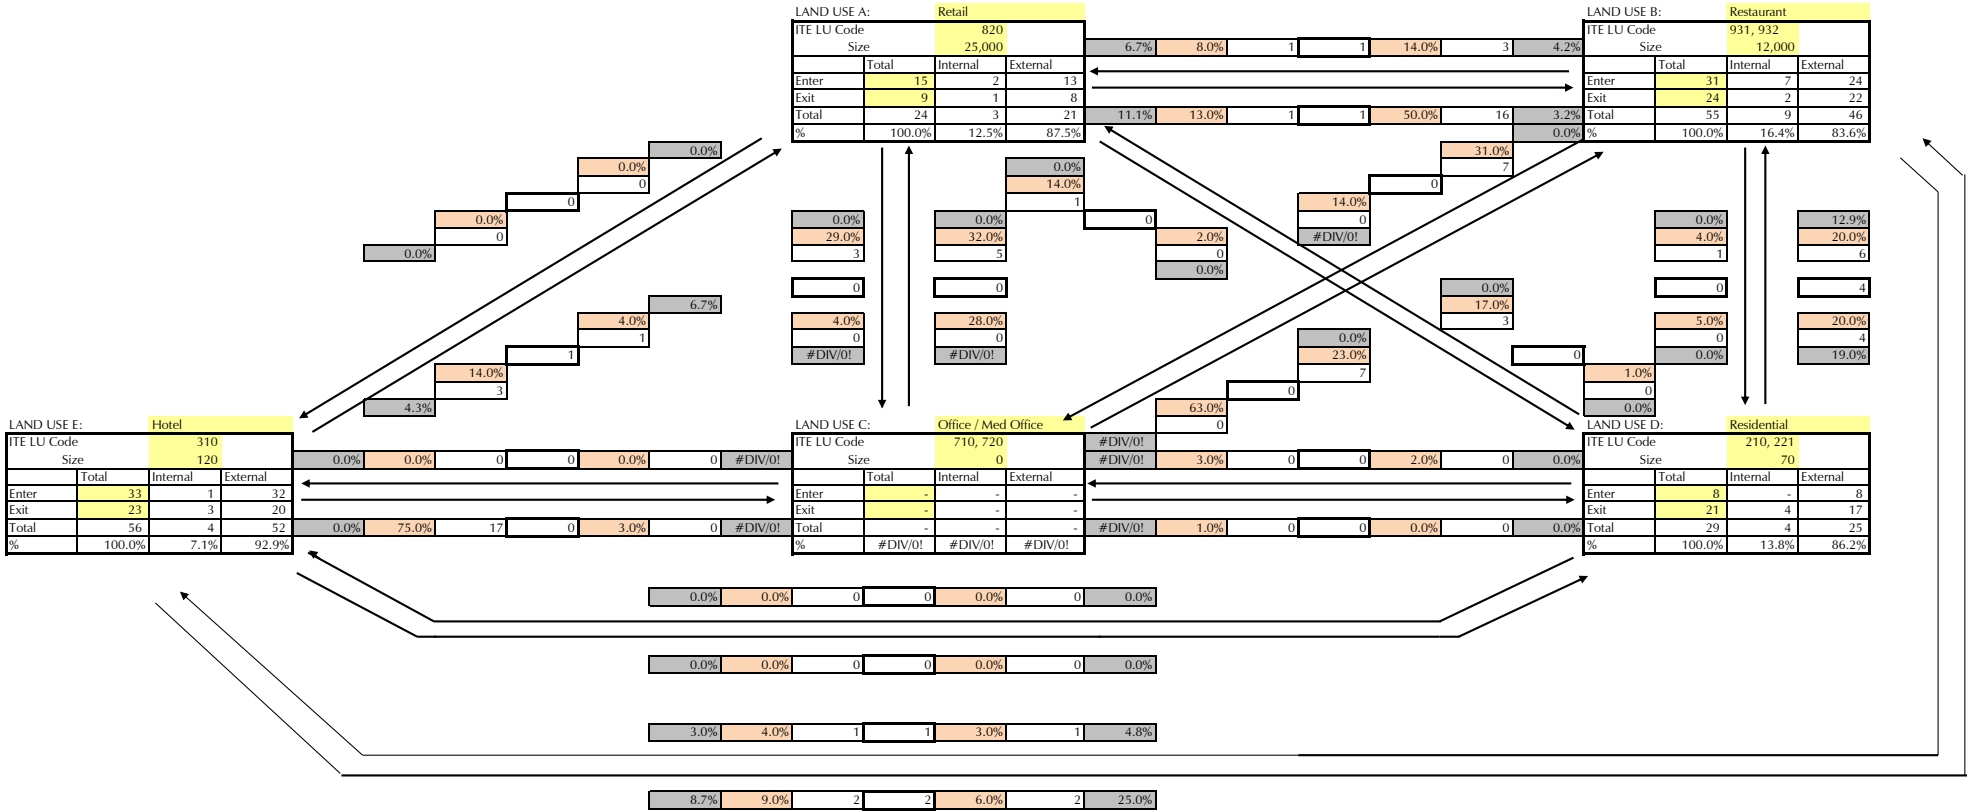 LAND USE A: Retail LAND USE B: Restaurant
ITE LU Code 820 ITE LU Code 931, 932
Size 25,000 6.7% 8.0% 1 1 14.0% 3 4.2% Size 12,000
Total Internal External Total Internal External
Enter 15 2 13 Enter 31 7 24
Exit 9 1 8 Exit 24 2 22
Total 24 3 21 11.1% 13.0% 1 1 50.0% 16 3.2% Total 55 9 46
% 100.0% 12.5% 87.5% 0.0% % 100.0% 16.4% 83.6%
0.0% 31.0%
0.0% 0.0% 7
0 14.0% 0
0 1 14.0%
0.0% 0.0% 0.0% 0 0 0.0% 12.9%
0 29.0% 32.0% 2.0% #DIV/0! 4.0% 20.0%
0.0% 3 5 0 1 6
0.0%
0 0 0.0% 0 4
6.7% 17.0%
4.0% 4.0% 28.0% 3 5.0% 20.0%
1 0 0 0.0% 0 4
1 #DIV/0! #DIV/0! 23.0% 0 0.0% 19.0%
14.0% 7 1.0%
3 0 0
4.3% 63.0% 0.0%
LAND USE E: Hotel LAND USE C: Office / Med Office 0 LAND USE D: Residential
ITE LU Code 310 ITE LU Code 710, 720 #DIV/0! ITE LU Code 210, 221
Size 120 0.0% 0.0% 0 0 0.0% 0 #DIV/0! Size 0 #DIV/0! 3.0% 0 0 2.0% 0 0.0% Size 70
Total Internal External Total Internal External Total Internal External
Enter 33 1 32 Enter - - - Enter 8 - 8
Exit 23 3 20 Exit - - - Exit 21 4 17
Total 56 4 52 0.0% 75.0% 17 0 3.0% 0 #DIV/0! Total - - - #DIV/0! 1.0% 0 0 0.0% 0 0.0% Total 29 4 25
% 100.0% 7.1% 92.9% % #DIV/0! #DIV/0! #DIV/0! % 100.0% 13.8% 86.2%
0.0% 0.0% 0 0 0.0% 0 0.0%
0.0% 0.0% 0 0 0.0% 0 0.0%
3.0% 4.0% 1 1 3.0% 1 4.8%
8.7% 9.0% 2 2 6.0% 2 25.0%